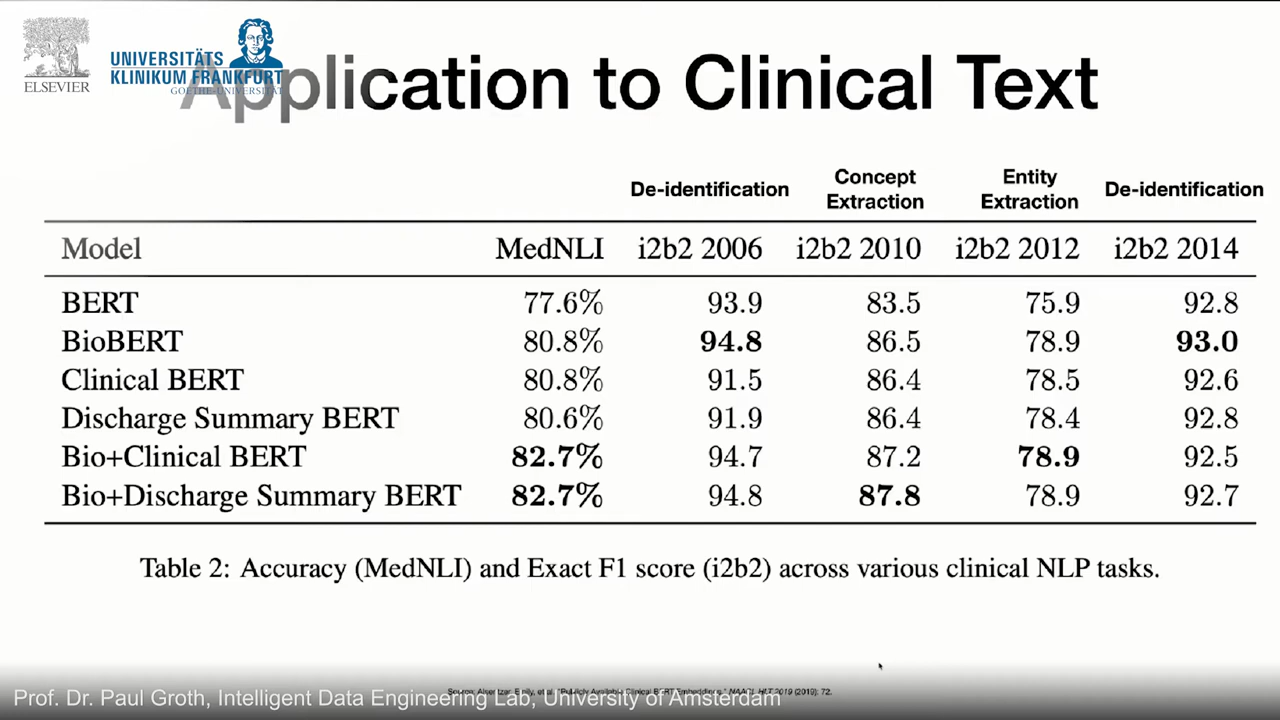 ELSEVIER
UNIVERSITÄTS
KLINIKUM FRANKFURT
GOETHE-UNIVERSITÄT
Application to Clinical Text
De-identification Concept Extraction Entity Extraction De-identification
Model MedNLI i2b2 2006 i2b2 2010 i2b2 2012 i2b2 2014
BERT 77.6% 93.9 83.5 75.9 92.8
BioBERT 80.8% 94.8 86.5 78.9 93.0
Clinical BERT 80.8% 91.5 86.4 78.5 92.6
Discharge Summary BERT 80.6% 91.9 86.4 78.4 92.8
Bio+Clinical BERT 82.7% 94.7 87.2 78.9 92.5
Bio+Discharge Summary BERT 82.7% 94.8 87.8 78.9 92.7
Table 2: Accuracy (MedNLI) and Exact F1 score (i2b2) across various clinical NLP tasks.
Prof. Dr. Paul Groth, Intelligent Data Engineering Lab, University of Amsterdam